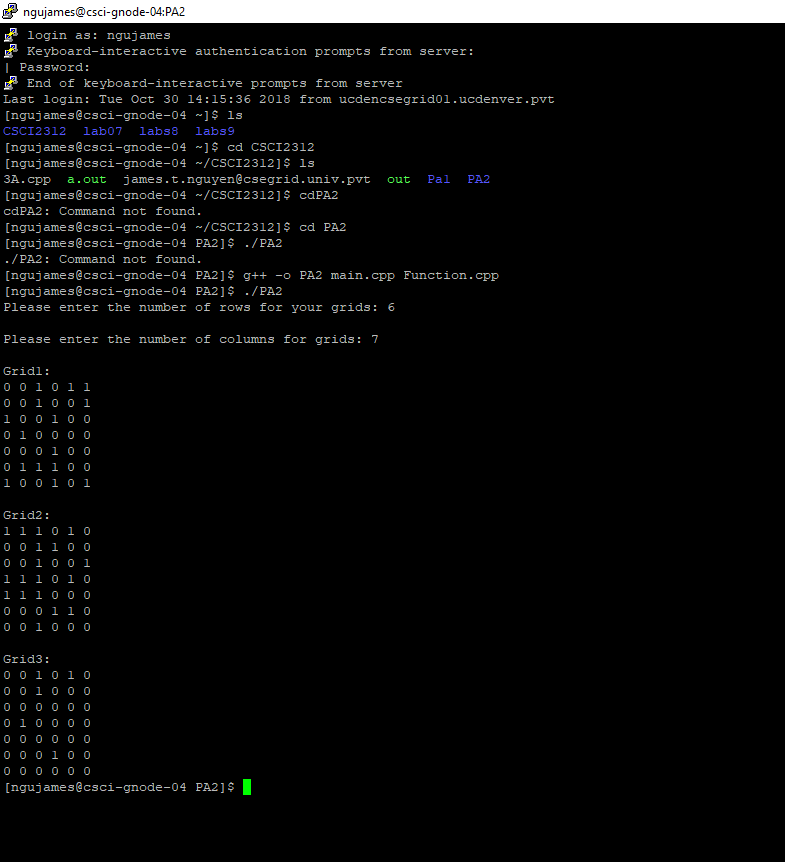 ngujames@csci-gnode-04:PA2
login as: ngujames
Keyboard-interactive authentication prompts from server:
| Password:
End of keyboard-interactive prompts from server
Last login: Tue Oct 30 14:15:36 2018 from ucdencsegrid01.ucdenver.pvt
[ngujames@csci-gnode-04 ~]$ ls
CSCI2312  lab07  labs8  labs9
[ngujames@csci-gnode-04 ~]$ cd CSCI2312
[ngujames@csci-gnode-04 ~/CSCI2312]$ ls
3A.cpp  a.out  james.t.nguyen@csegrid.univ.pvt  out  Pa1  PA2
[ngujames@csci-gnode-04 ~/CSCI2312]$ cdPA2
cdPA2: Command not found.
[ngujames@csci-gnode-04 ~/CSCI2312]$ cd PA2
[ngujames@csci-gnode-04 PA2]$ ./PA2
./PA2: Command not found.
[ngujames@csci-gnode-04 PA2]$ g++ -o PA2 main.cpp Function.cpp
[ngujames@csci-gnode-04 PA2]$ ./PA2
Please enter the number of rows for your grids: 6
Please enter the number of columns for grids: 7
Grid1:
0 0 1 0 1 1
0 0 1 0 0 1
1 0 0 1 0 0
0 1 0 0 0 0
0 0 0 1 0 0
0 1 1 1 0 0
1 0 0 1 0 1
Grid2:
1 1 1 0 1 0
0 0 1 1 0 0
0 0 1 0 0 1
1 1 1 0 1 0
1 1 1 0 0 0
0 0 0 1 1 0
0 0 1 0 0 0
Grid3:
0 0 1 0 1 0
0 0 1 0 0 0
0 0 0 0 0 0
0 1 0 0 0 0
0 0 0 0 0 0
0 0 0 1 0 0
0 0 0 0 0 0
[ngujames@csci-gnode-04 PA2]$